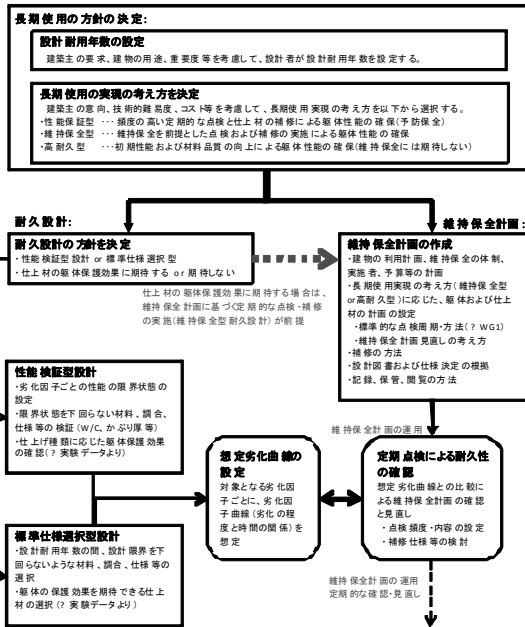 長期使用の方針の決定:
設計耐用年数の設定
建築主の要求、建物の用途、重要度等を考慮して、設計者が設計耐用年数を設定する。
長期使用の実現の考え方を決定
建築主の意向、技術的難易度、コスト等を考慮して、長期使用実現の考え方を以下から選択する。
・性能保証型 ･･･頻度の高い定期的な点検と仕上材の補修による躯体性能の確保(予防保全)
・維持保全型 ･･･維持保全を前提とした点検および補修の実施による躯体性能の確保
・高耐久型 ･･･初期性能および材料品質の向上による躯体性能の確保(維持保全には期待しない)
耐久設計:
耐久設計の方針を決定
・性能検証型設計 or 標準仕様選択型
・仕上材の躯体保護効果に期待する or 期待しない
仕上材の躯体保護効果に期待する場合は、
維持保全計画に基づく定期的な点検・補修
の実施(維持保全型耐久設計)が前提
維持保全計画:
維持保全計画の作成
・建物の利用計画、維持保全の体制、
実施者、予算等の計画
・長期使用実現の考え方(維持保全型
or高耐久型)に応じた、躯体および仕上
材の計画の設定
・標準的な点検周期・方法(?WG1)
・維持保全計画見直しの考え方
・補修の方法
・設計図書および仕様決定の根拠
・記録、保管、閲覧の方法
性能検証型設計
・劣化因子ごとの性能の限界状態の
設定
・限界状態を下回らない材料、調合、
仕様等の検証(W/C、かぶり厚等)
・仕上げ種類に応じた躯体保護効果
の確認(?実験データより)
標準仕様選択型設計
・設計耐用年数の間、設計限界を下
回らないような材料、調合、仕様等の
選択
・躯体の保護効果を期待できる仕上
材の選択(?実験データより)
想定劣化曲線の
設定
対象となる劣化因
子ごとに、劣化因
子曲線(劣化の程
度と時間の関係)を
想定
維持保全計画の運用
定期点検による耐久性
の確認
想定劣化曲線との比較に
よる維持保全計画の確認
と見直し
・点検頻度・内容の設定
・補修仕様等の検討
維持保全計画の運用
定期的な確認・見直し